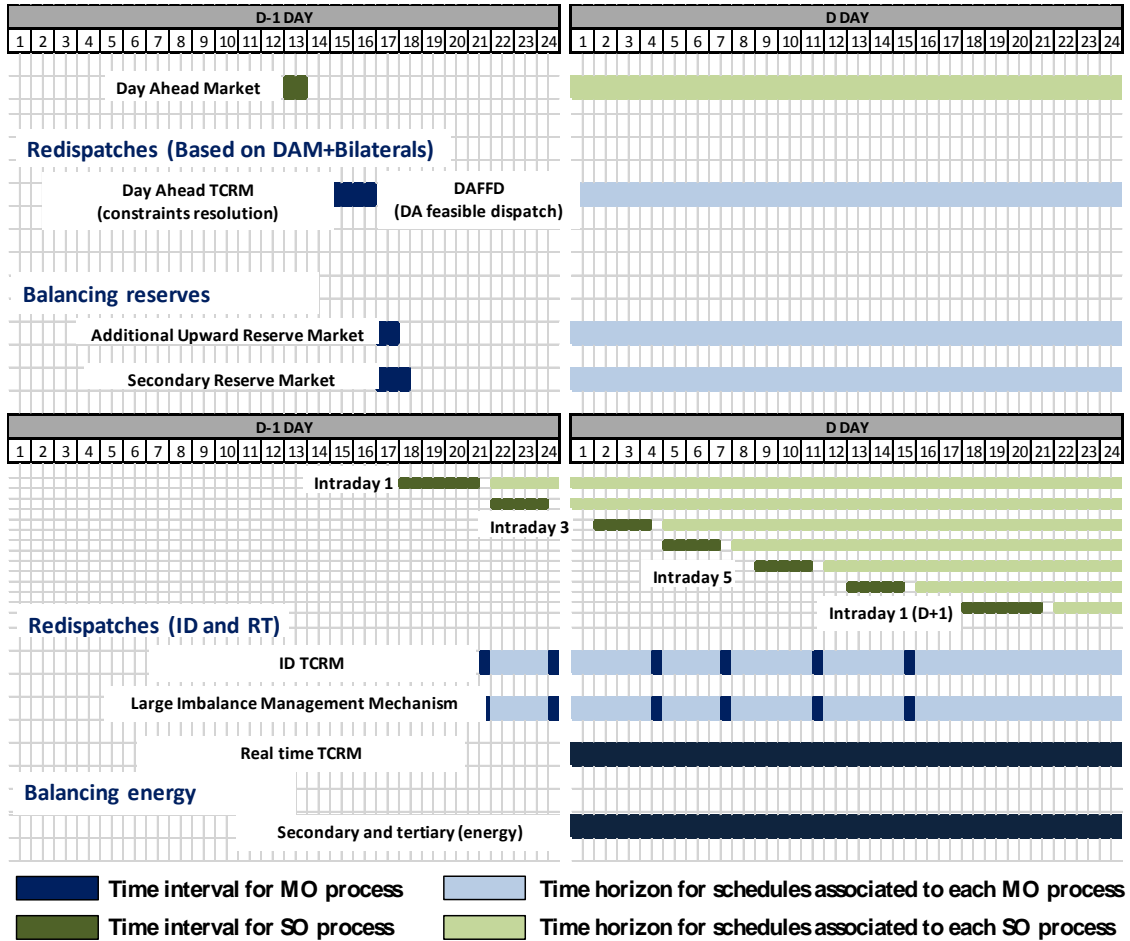 D-1 DAY D DAY
1 2 3 4 5 6 7 8 9 10 11 12 13 14 15 16 17 18 19 20 21 22 23 24 1 2 3 4 5 6 7 8 9 10 11 12 13 14 15 16 17 18 19 20 21 22 23 24
Day Ahead Market
Redispatches (Based on DAM+Bilaterals)
Day Ahead TCRM DAFFD
(constraints resolution) (DA feasible dispatch)
Balancing reserves
Additional Upward Reserve Market
Secondary Reserve Market
D-1 DAY D DAY
1 2 3 4 5 6 7 8 9 10 11 12 13 14 15 16 17 18 19 20 21 22 23 24 1 2 3 4 5 6 7 8 9 10 11 12 13 14 15 16 17 18 19 20 21 22 23 24
Intraday 1
Intraday 3
Intraday 5
Intraday 1 (D+1)
Redispatches (ID and RT)
ID TCRM
Large Imbalance Management Mechanism
Real time TCRM
Balancing energy
Secondary and tertiary (energy)
Time interval for MO process Time horizon for schedules associated to each MO process
Time interval for SO process Time horizon for schedules associated to each SO process